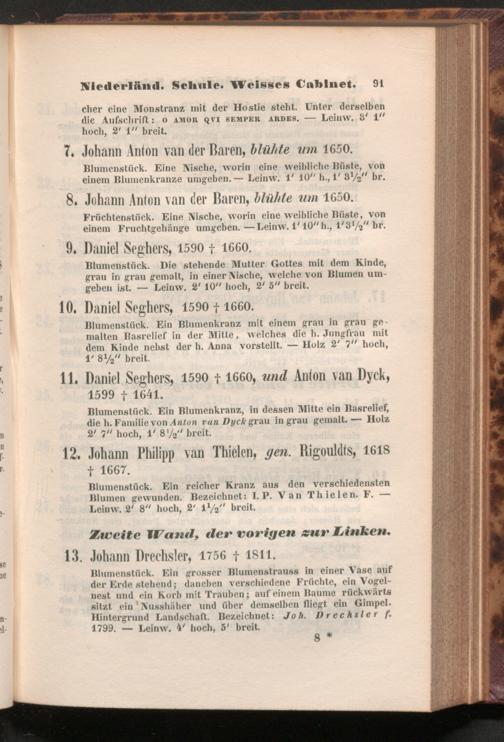 Niederländ. Schule. Weisses Cabinet. 91
cher eine Monstranz mit der Hostie steht. Unter derselben
die Aufschrift: O AMOR QVI SEMPER ARDES. — Leinw. 3' 1"
hoch, 2' 1" breit.
7. Johann Anton van der Baren, blühte um 1650.
Blumenstück. Eine Nische, worin eine weibliche Büste, von
einem Blumenkranze umgeben. — Leinw. 1' 10" h., 1' 3½" br.
8. Johann Anton van der Baren, blühte um 1650.
Früchtenstück. Eine Nische, worin eine weibliche Büste, von
einem Fruchtgehänge umgeben. — Leinw. 1' 10" h., 1' 3½" br.
9. Daniel Seghers, 1590 † 1660.
Blumenstück. Die stehende Mutter Gottes mit dem Kinde,
grau in grau gemalt, in einer Nische, welche von Blumen um-
geben ist. — Leinw. 2' 10" hoch, 2' 5" breit.
10. Daniel Seghers, 1590 † 1660.
Blumenstück. Ein Blumenkranz mit einem grau in grau ge-
malten Basrelief in der Mitte, welches die h. Jungfrau mit
dem Kinde nebst der h. Anna vorstellt. — Holz 2' 7" hoch,
1' 8½" breit.
11. Daniel Seghers, 1590 † 1660, und Anton van Dyck,
1599 † 1641.
Blumenstück. Ein Blumenkranz, in dessen Mitte ein Basrelief,
die h. Familie von Anton van Dyck grau in grau gemalt. — Holz
2' 7" hoch, 1' 8½" breit.
12. Johann Philipp van Thielen, gen. Rigouldts, 1618
† 1667.
Blumenstück. Ein reicher Kranz aus den verschiedensten
Blumen gewunden. Bezeichnet: I. P. Van Thielen. F. —
Leinw. 2' 8" hoch, 2' 1½" breit.
Zweite Wand, der vorigen zur Linken.
13. Johann Drechsler, 1756 † 1811.
Blumenstück. Ein grosser Blumenstrauss in einer Vase auf
der Erde stehend; daneben verschiedene Früchte, ein Vogel-
nest und ein Korb mit Trauben; auf einem Baume rückwärts
sitzt ein Nusshäher und über demselben fliegt ein Gimpel.
Hintergrund Landschaft. Bezeichnet: Joh. Drechsler f.
1799. — Leinw. 4' hoch, 5' breit.
8 *